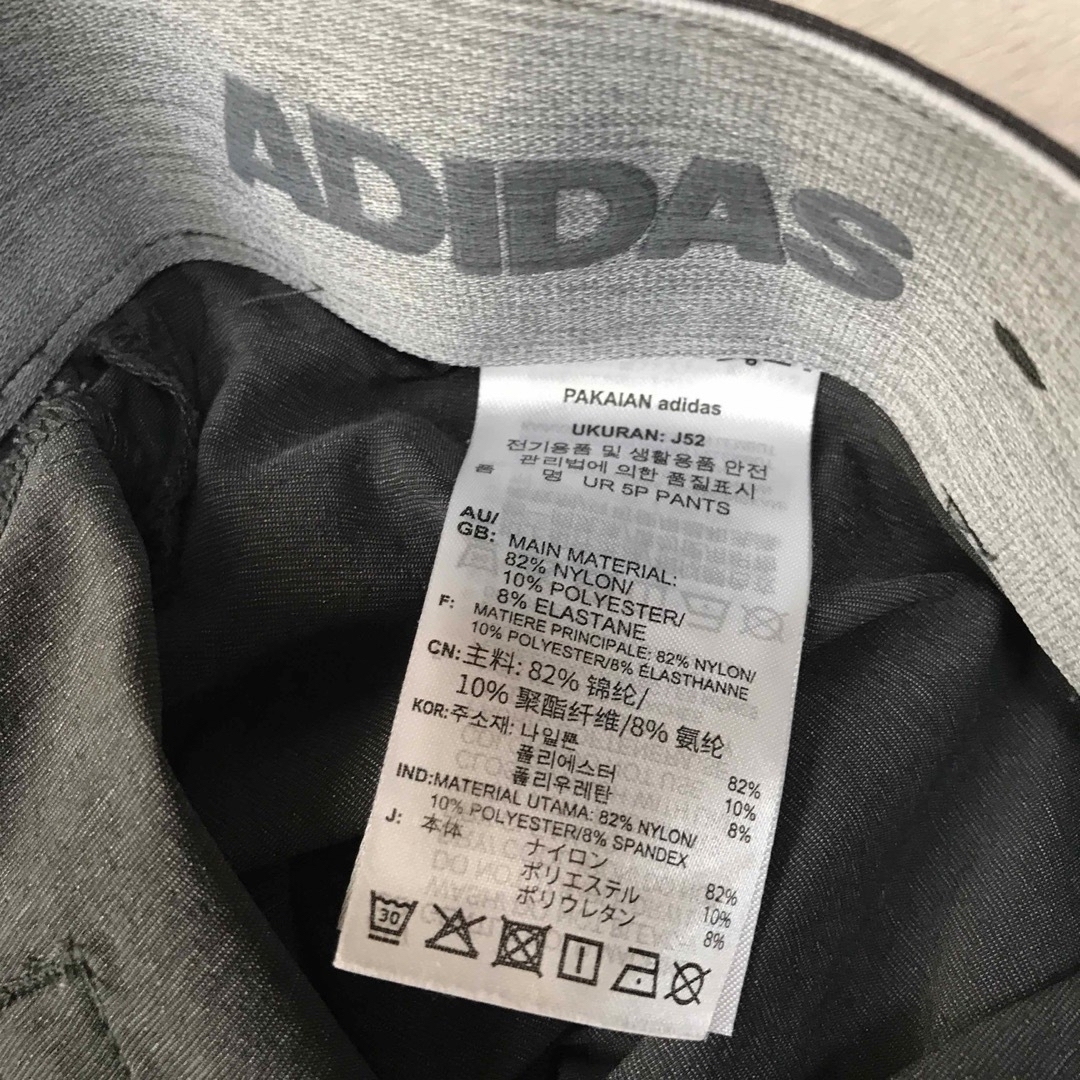 ADIDAS
PAKAIAN adidas
UKURAN: J52
전기용품 및 생활용품 안전
관리법에 의한 품질표시
품 명 UR 5P PANTS
AU/
GB: MAIN MATERIAL:
82% NYLON/
10% POLYESTER/
8% ELASTANE
F: MATIERE PRINCIPALE: 82% NYLON/
10% POLYESTER/8% ÉLASTHANNE
CN:主料: 82% 锦纶/
10% 聚酯纤维/8% 氨纶
KOR:주소재: 나일론 82%
폴리에스터 10%
폴리우레탄 8%
IND:MATERIAL UTAMA: 82% NYLON/
10% POLYESTER/8% SPANDEX
J: 本体
ナイロン 82%
ポリエステル 10%
ポリウレタン 8%
30